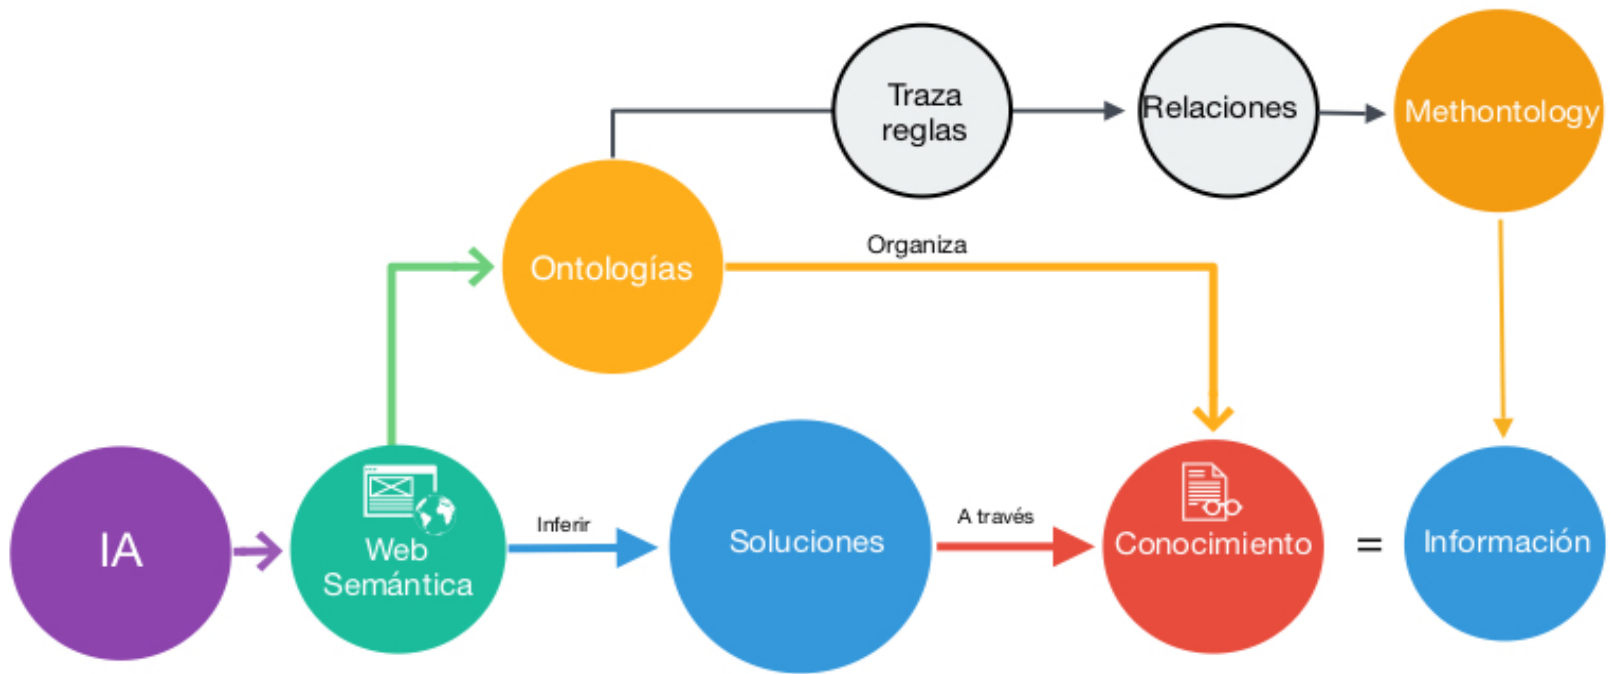 Traza
reglas
Relaciones
Methontology
Organiza
Ontologías
IA
Web
Semántica
Inferir
Soluciones
A través
Conocimiento
=
Información